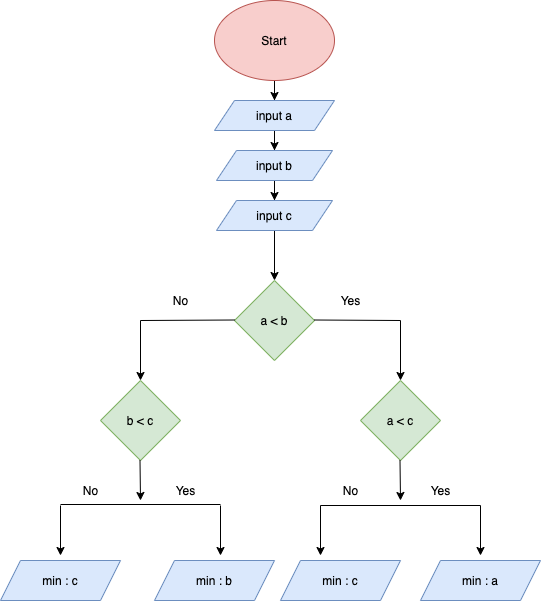 Start
input a
input b
input c
No
Yes
a < b
b < c
a < c
No
Yes
No
Yes
min : c
min : b
min : c
min : a